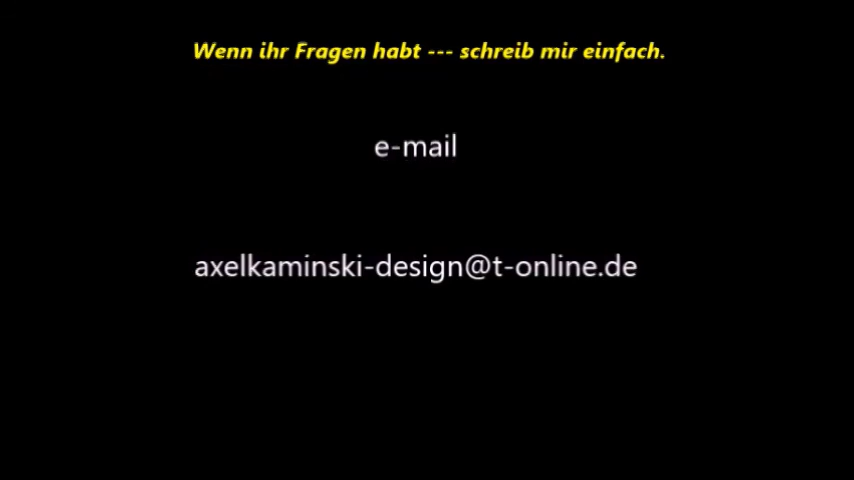 Wenn ihr Fragen habt --- schreib mir einfach.
e-mail
axelkaminski-design@t-online.de